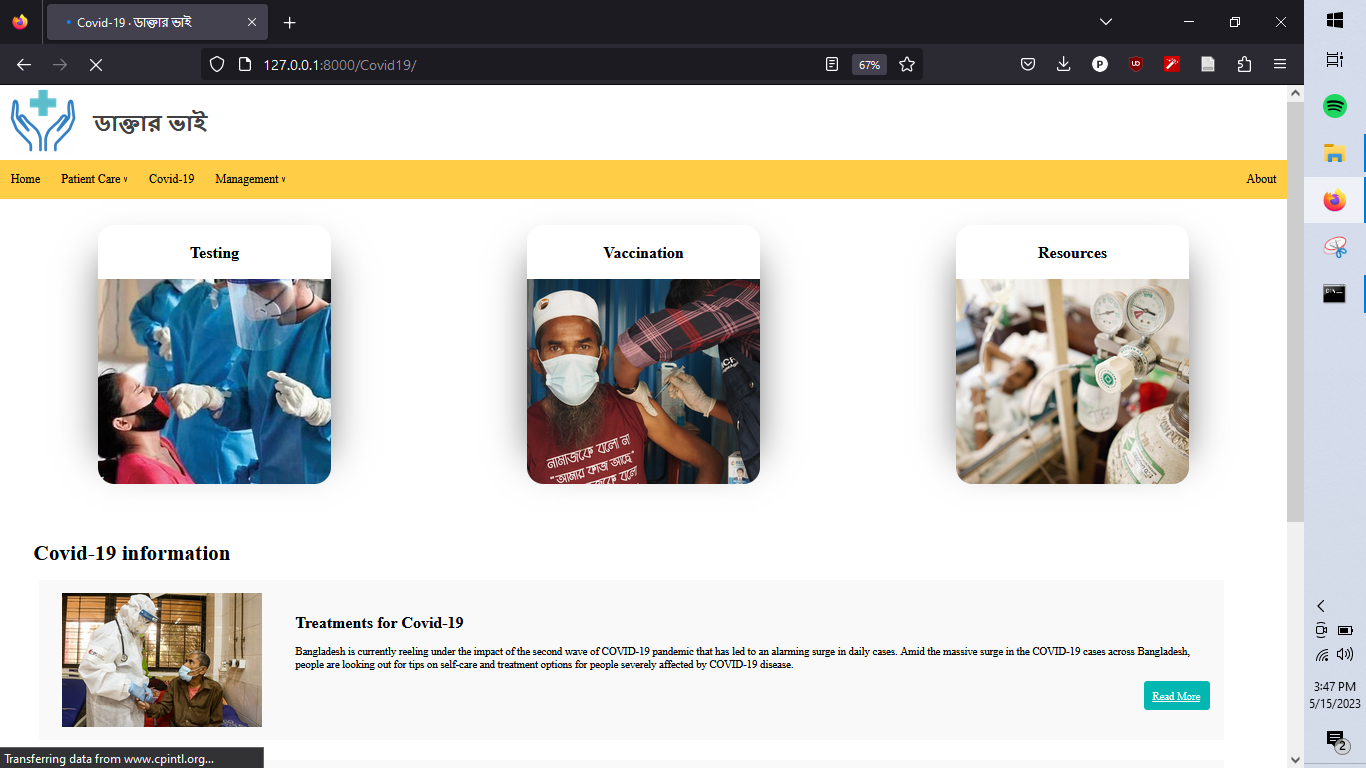 Covid-19 · ডাক্তার ভাই
127.0.0.1:8000/Covid19/
67%
ডাক্তার ভাই
Home Patient Care Covid-19 Management About
Testing Vaccination Resources
নামাজকে বলো না
"আমার কাজ আছে"
বলে
Covid-19 information
Treatments for Covid-19
Bangladesh is currently reeling under the impact of the second wave of COVID-19 pandemic that has led to an alarming surge in daily cases. Amid the massive surge in the COVID-19 cases across Bangladesh,
people are looking out for tips on self-care and treatment options for people severely affected by COVID-19 disease.
Read More
Transferring data from www.cpintl.org...
3:47 PM
5/15/2023
2